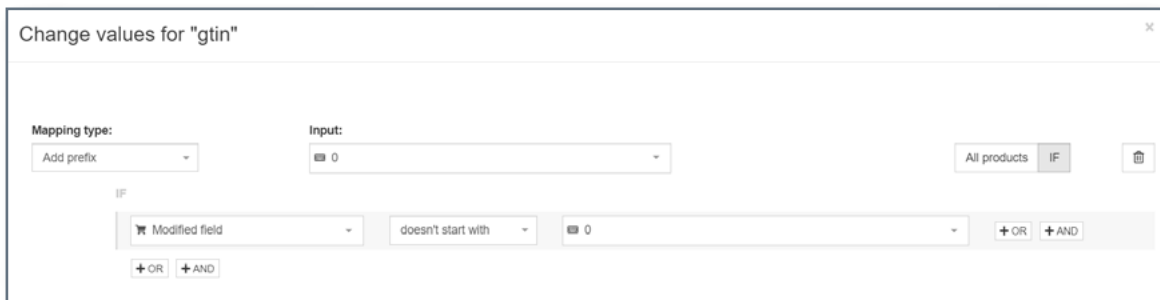 Change values for "gtin"
×
Mapping type:
Input:
Add prefix
0
All products
IF
IF
Modified field
doesn't start with
0
+ OR
+ AND
+ OR
+ AND